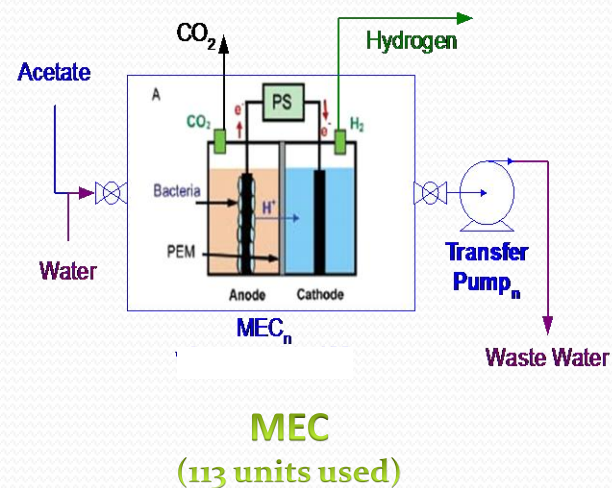 CO2
Hydrogen
Acetate
A
PS
CO2
e-
e-
H2
Bacteria
H+
PEM
Water
Anode
Cathode
Transfer
Pumpn
MECn
Waste Water
MEC
(113 units used)